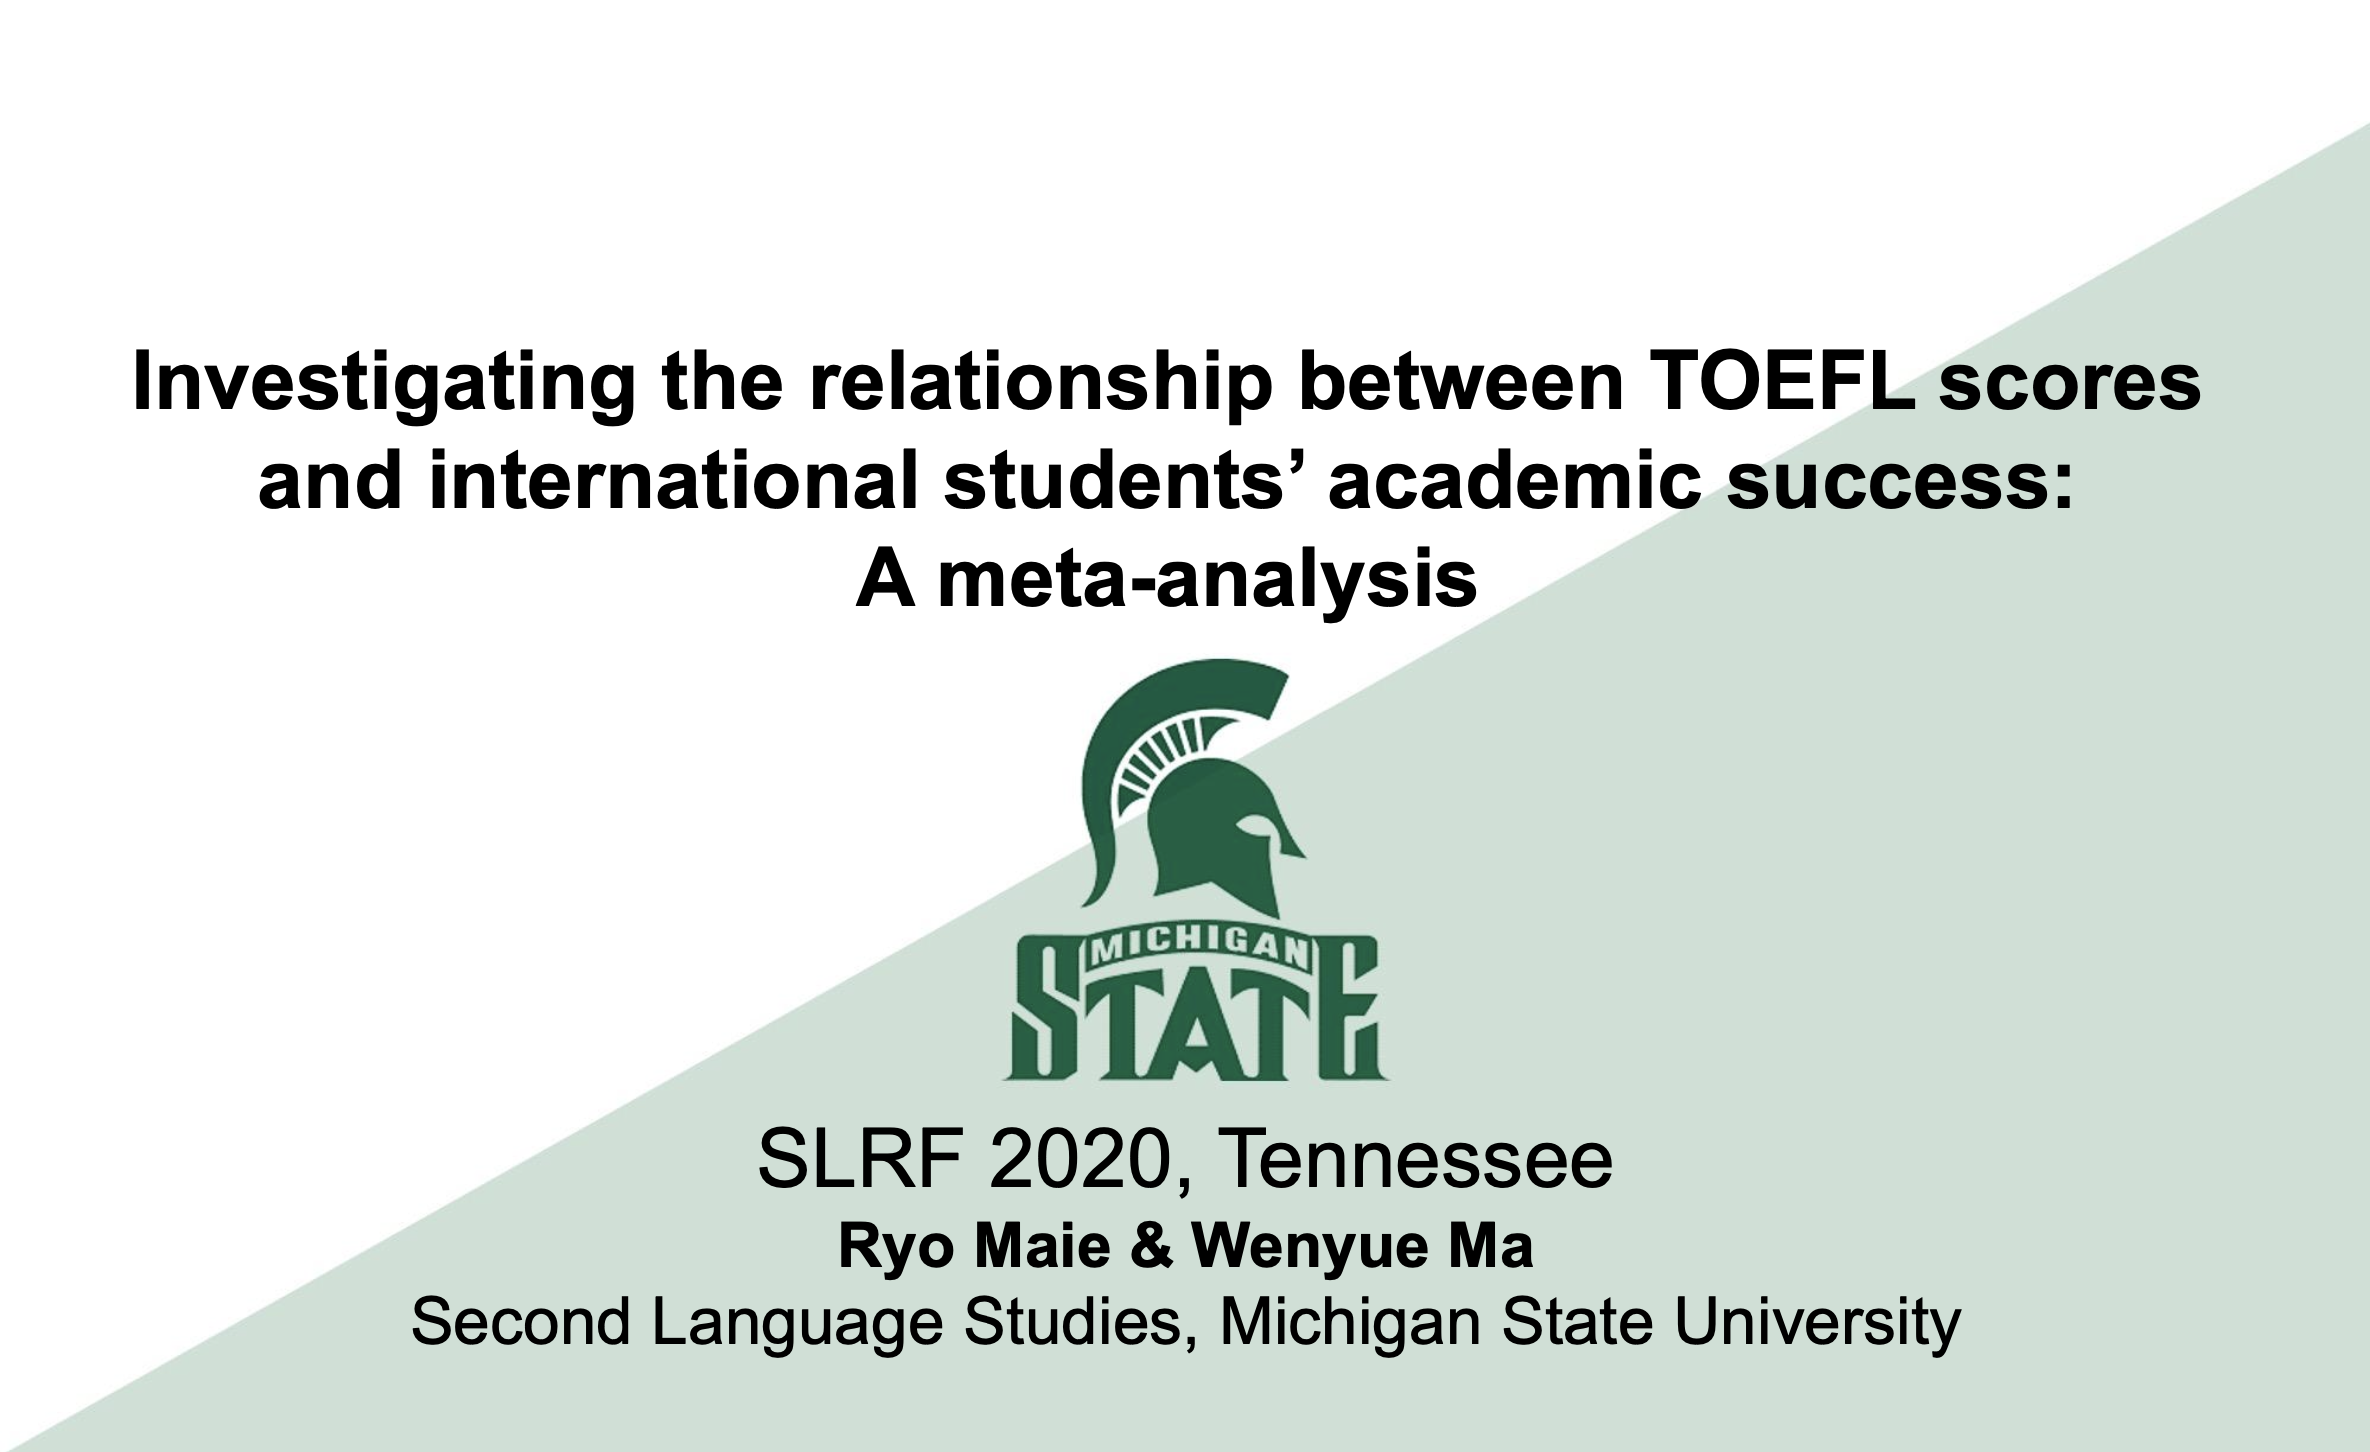 Investigating the relationship between TOEFL scores
and international students’ academic success:
A meta-analysis
MICHIGAN
STATE
SLRF 2020, Tennessee
Ryo Maie & Wenyue Ma
Second Language Studies, Michigan State University